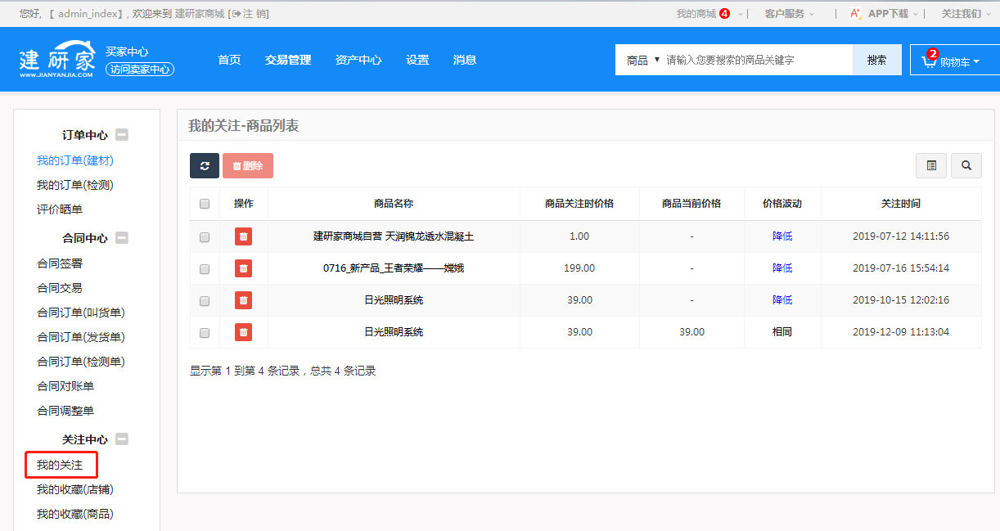 您好, 【 admin_index】, 欢迎来到 建研家商城 [注 销]
我的商城 4 | 客户服务 | A+ APP下载 | 关注我们
建研家
WWW.JIANYANJIA.COM
买家中心
访问卖家中心
首页 交易管理 资产中心 设置 消息
商品 ▼ 请输入您要搜索的商品关键字 搜索
2 购物车
订单中心
我的订单(建材)
我的订单(检测)
评价晒单
合同中心
合同签署
合同交易
合同订单(叫货单)
合同订单(发货单)
合同订单(检测单)
合同对账单
合同调整单
关注中心
我的关注
我的收藏(店铺)
我的收藏(商品)
我的关注-商品列表
删除
操作 商品名称 商品关注时价格 商品当前价格 价格波动 关注时间
建研家商城自营 天润锦龙透水混凝土 1.00 - 降低 2019-07-12 14:11:56
0716_新产品_王者荣耀——嫦娥 199.00 - 降低 2019-07-16 15:54:14
日光照明系统 39.00 - 降低 2019-10-15 12:02:16
日光照明系统 39.00 39.00 相同 2019-12-09 11:13:04
显示第 1 到第 4 条记录，总共 4 条记录